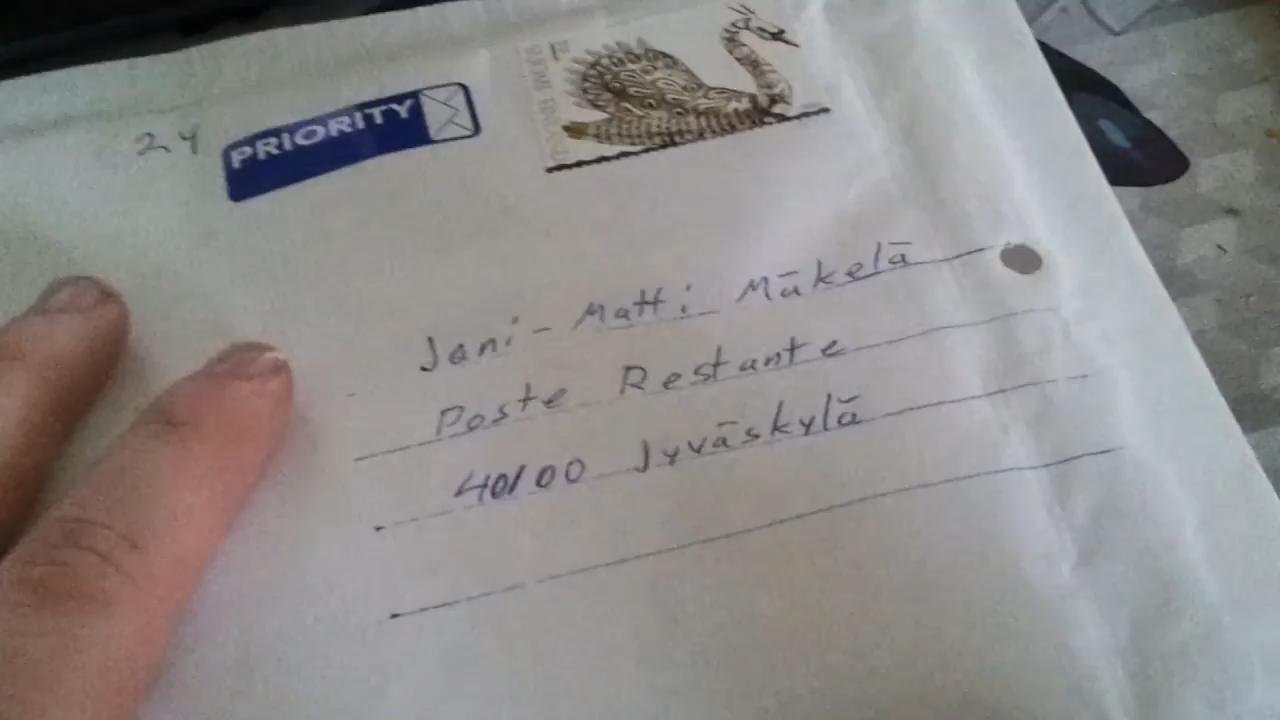 24
PRIORITY
Jani-Matti Mäkelä
Poste Restante
40100 Jyväskylä